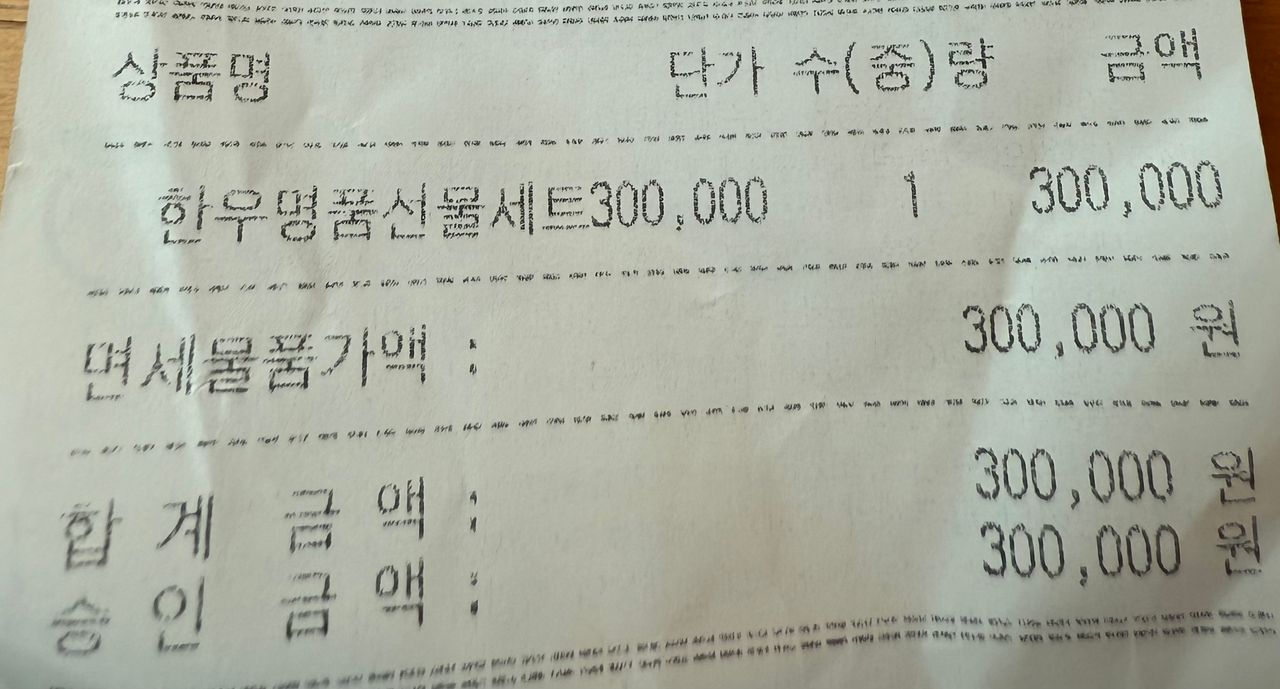 상품명 단가 수(중)량 금액
한우명품선물세트300,000 1 300,000
면세물품가액 : 300,000 원
합 계 금 액 : 300,000 원
승 인 금 액 : 300,000 원